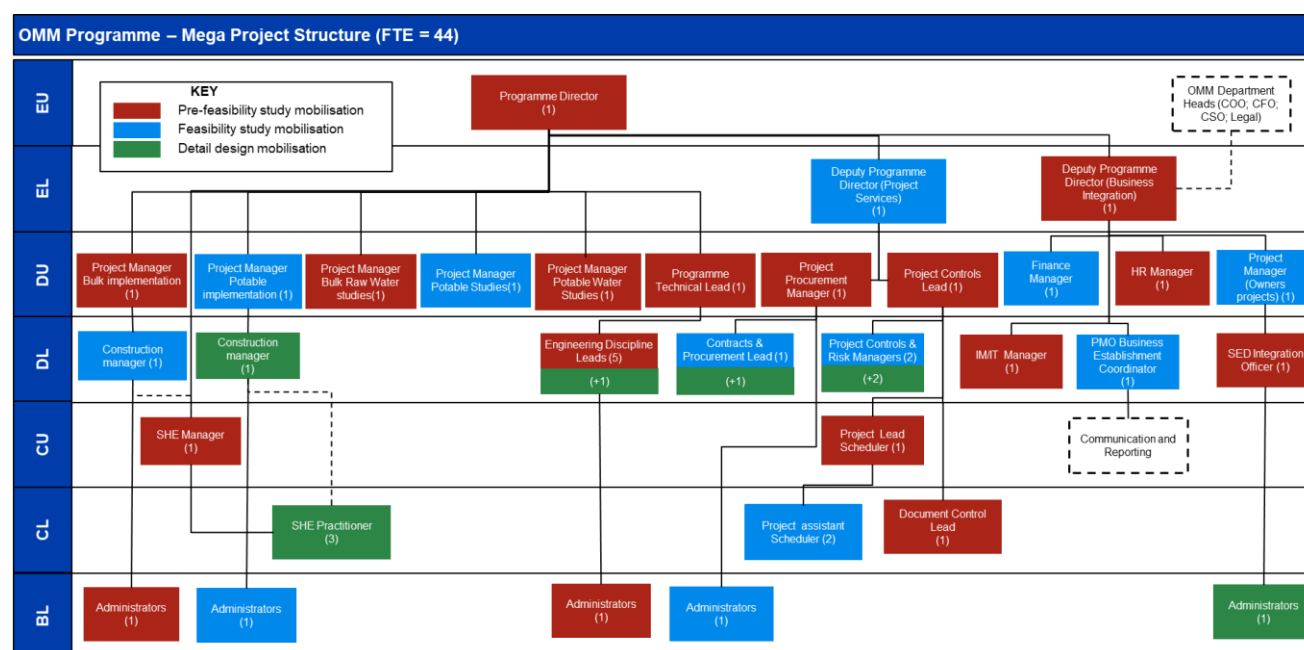 OMM Programme – Mega Project Structure (FTE = 44)
EU
KEY
Pre-feasibility study mobilisation
Feasibility study mobilisation
Detail design mobilisation
Programme Director
(1)
OMM Department
Heads (COO; CFO;
CSO; Legal)
EL
Deputy Programme
Director (Project
Services)
(1)
Deputy Programme
Director (Business
Integration)
(1)
DU
Project Manager
Bulk implementation
(1)
Project Manager
Potable
implementation (1)
Project Manager
Bulk Raw Water
studies(1)
Project Manager
Potable Studies(1)
Project Manager
Potable Water
Studies (1)
Programme
Technical Lead (1)
Project
Procurement
Manager (1)
Project Controls
Lead (1)
Finance
Manager
(1)
HR Manager
(1)
Project
Manager
(Owners
projects) (1)
DL
Construction
manager (1)
Construction
manager
(1)
Engineering Discipline
Leads (5)
(+1)
Contracts &
Procurement Lead (1)
(+1)
Project Controls &
Risk Managers (2)
(+2)
IM/IT Manager
(1)
PMO Business
Establishment
Coordinator
(1)
SED Integration
Officer (1)
CU
SHE Manager
(1)
Project Lead
Scheduler (1)
Communication and
Reporting
CL
SHE Practitioner
(3)
Project assistant
Scheduler (2)
Document Control
Lead
(1)
BL
Administrators
(1)
Administrators
(1)
Administrators
(1)
Administrators
(1)
Administrators
(1)